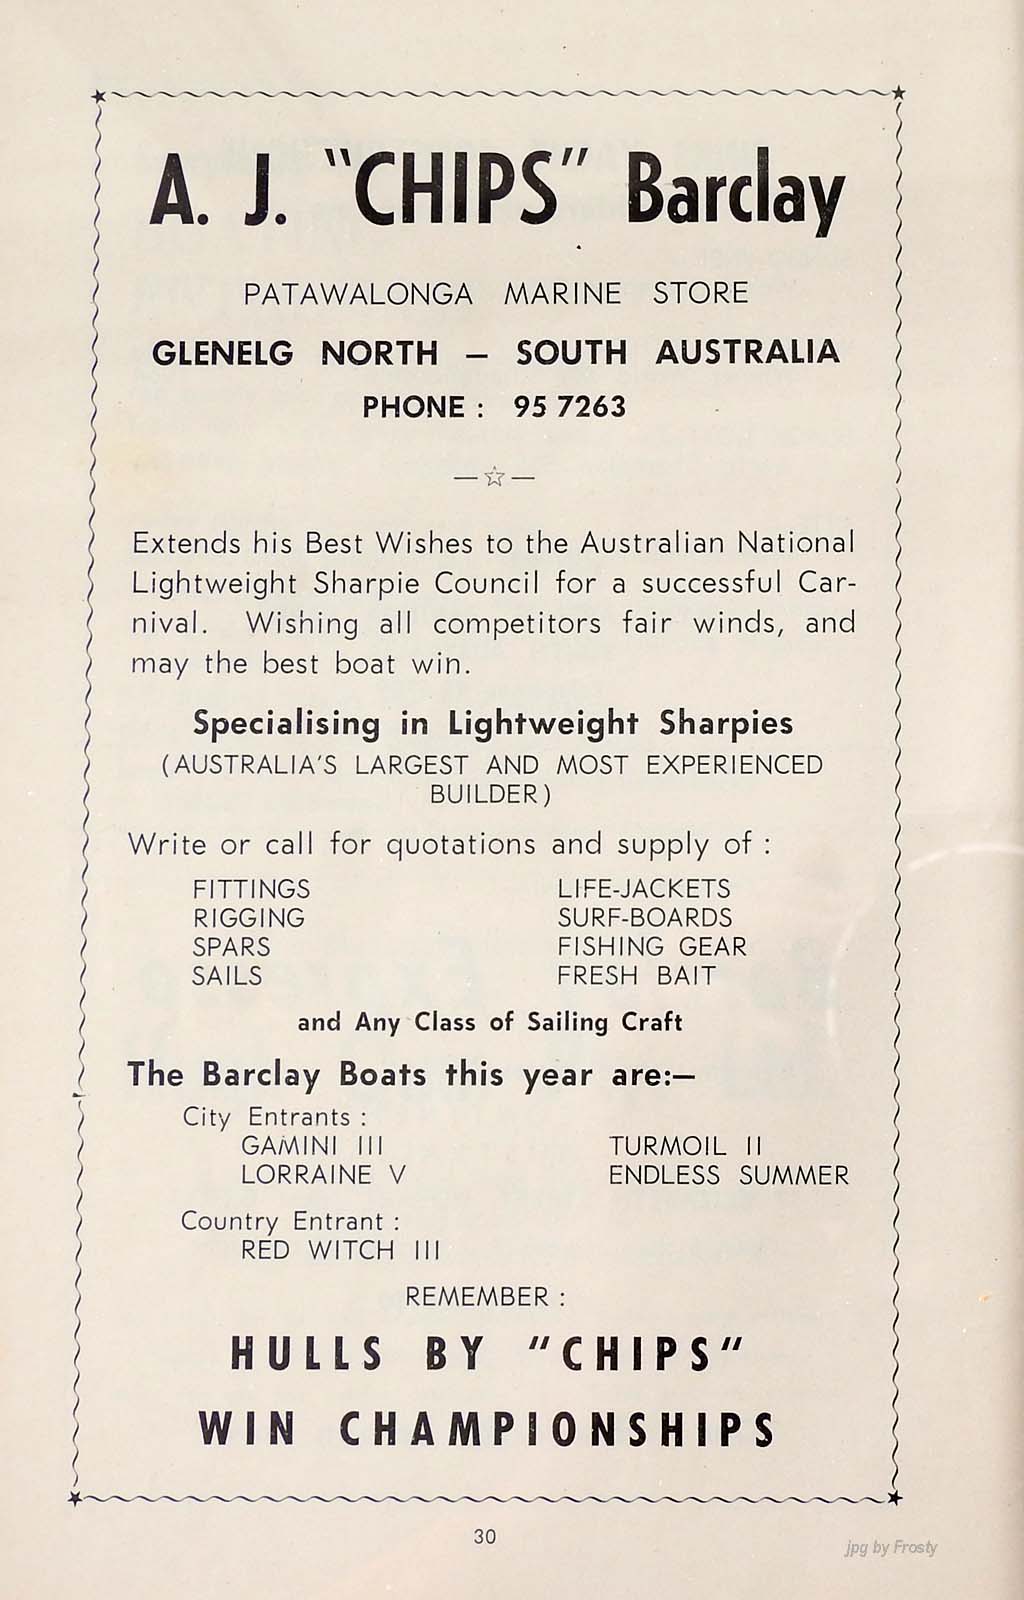 A. J. "CHIPS" Barclay
PATAWALONGA MARINE STORE
GLENELG NORTH — SOUTH AUSTRALIA
PHONE : 95 7263
Extends his Best Wishes to the Australian National
Lightweight Sharpie Council for a successful Car-
nival. Wishing all competitors fair winds, and
may the best boat win.
Specialising in Lightweight Sharpies
(AUSTRALIA'S LARGEST AND MOST EXPERIENCED
BUILDER)
Write or call for quotations and supply of :
FITTINGS LIFE-JACKETS
RIGGING SURF-BOARDS
SPARS FISHING GEAR
SAILS FRESH BAIT
and Any Class of Sailing Craft
The Barclay Boats this year are:—
City Entrants :
GAMINI III TURMOIL II
LORRAINE V ENDLESS SUMMER
Country Entrant :
RED WITCH III
REMEMBER :
HULLS BY "CHIPS"
WIN CHAMPIONSHIPS
30
jpg by Frosty